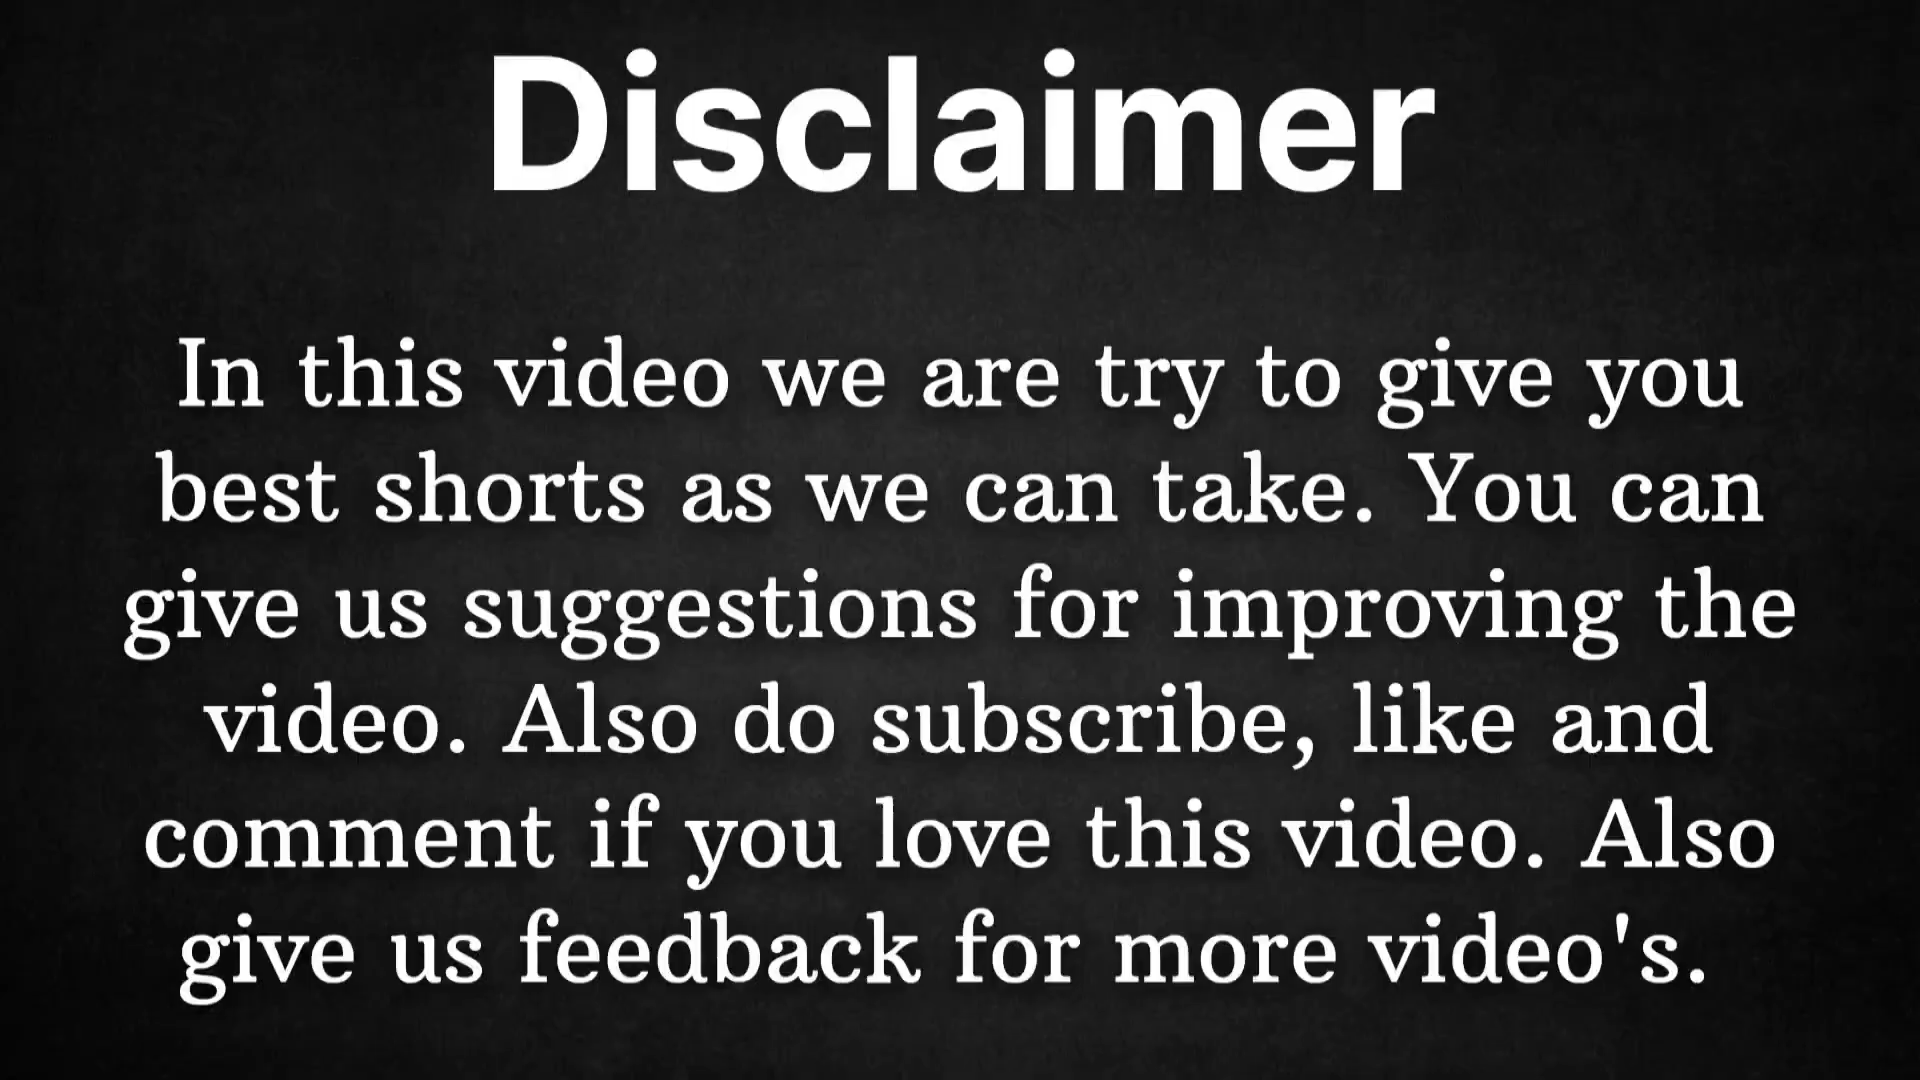 Disclaimer
In this video we are try to give you
best shorts as we can take. You can
give us suggestions for improving the
video. Also do subscribe, like and
comment if you love this video. Also
give us feedback for more video's.